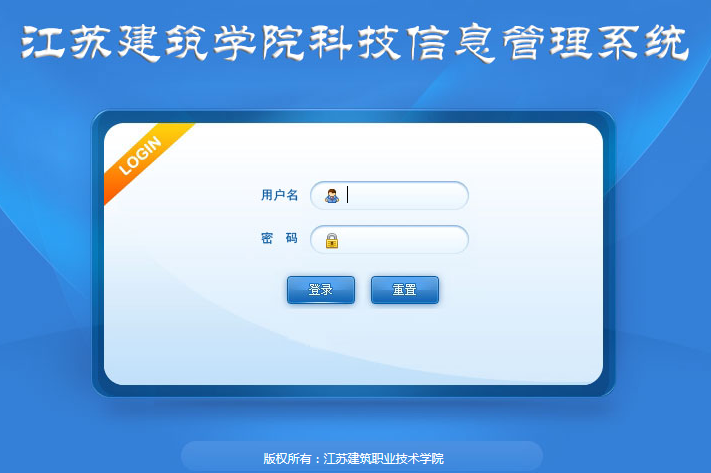 江苏建筑学院科技信息管理系统
LOGIN
用户名
密 码
登录 重置
版权所有：江苏建筑职业技术学院